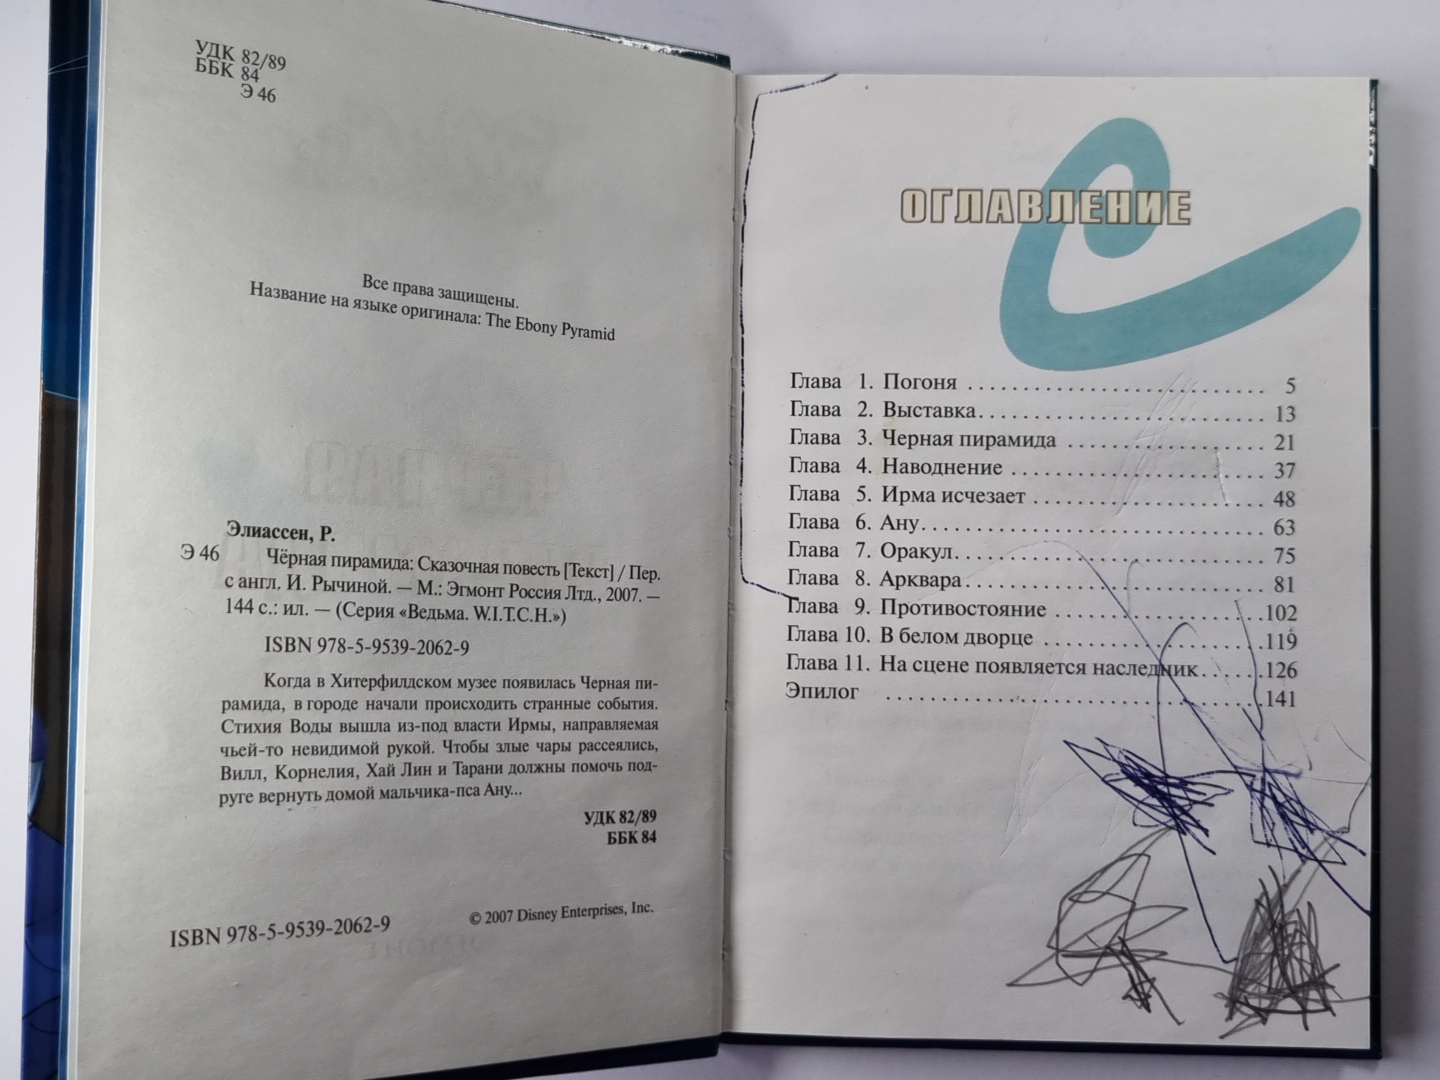 УДК 82/89
ББК 84
Э 46
Все права защищены.
Название на языке оригинала: The Ebony Pyramid
Элиассен, Р.
Э 46 Чёрная пирамида: Сказочная повесть [Текст] / Пер.
с англ. И. Рычиной. — М.: Эгмонт Россия Лтд., 2007. —
144 с.: ил. — (Серия «Ведьма. W.I.T.C.H.»)
ISBN 978-5-9539-2062-9
Когда в Хитерфилдском музее появилась Черная пи-
рамида, в городе начали происходить странные события.
Стихия Воды вышла из-под власти Ирмы, направляемая
чьей-то невидимой рукой. Чтобы злые чары рассеялись,
Вилл, Корнелия, Хай Лин и Тарани должны помочь под-
руге вернуть домой мальчика-пса Ану...
УДК 82/89
ББК 84
ISBN 978-5-9539-2062-9
© 2007 Disney Enterprises, Inc.
ОГЛАВЛЕНИЕ
Глава 1. Погоня ........................... 5
Глава 2. Выставка.......................... 13
Глава 3. Черная пирамида .................. 21
Глава 4. Наводнение ....................... 37
Глава 5. Ирма исчезает ..................... 48
Глава 6. Ану............................... 63
Глава 7. Оракул............................ 75
Глава 8. Арквара........................... 81
Глава 9. Противостояние ...................102
Глава 10. В белом дворце ....................119
Глава 11. На сцене появляется наследник......126
Эпилог ..................................141